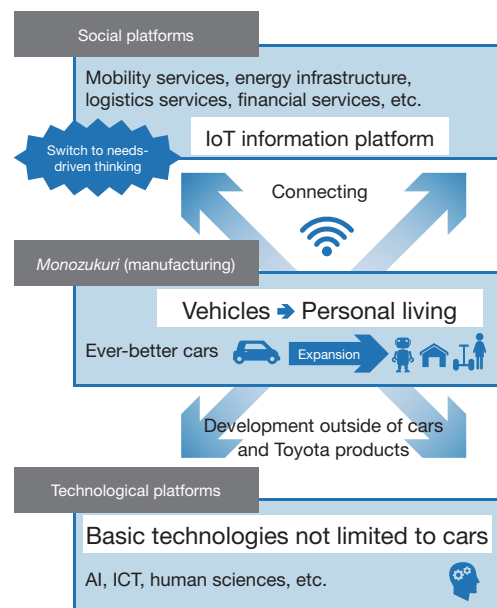 Social platforms
Mobility services, energy infrastructure,
logistics services, financial services, etc.
IoT information platform
Switch to needs-
driven thinking
Connecting
Monozukuri (manufacturing)
Vehicles ➔ Personal living
Ever-better cars
Expansion
Development outside of cars
and Toyota products
Technological platforms
Basic technologies not limited to cars
AI, ICT, human sciences, etc.